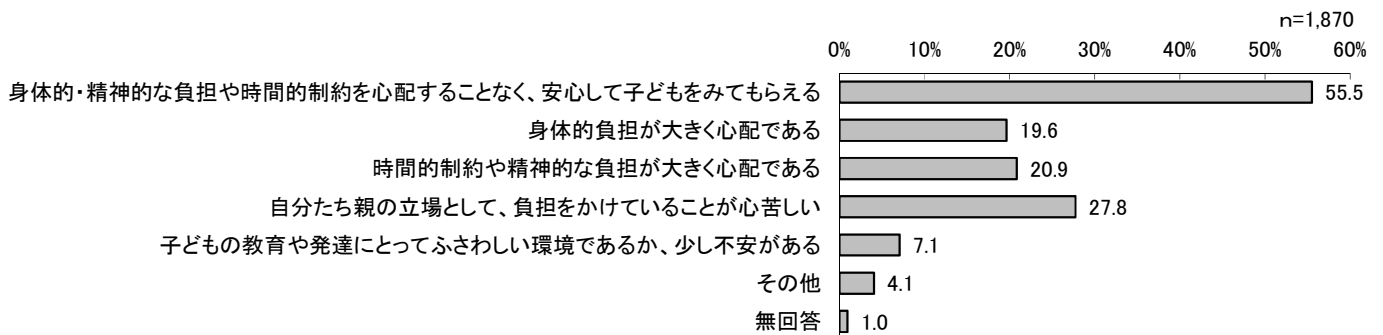 n=1,870
0% 10% 20% 30% 40% 50% 60%
身体的・精神的な負担や時間的制約を心配することなく、安心して子どもをみてもらえる 55.5
身体的負担が大きく心配である 19.6
時間的制約や精神的な負担が大きく心配である 20.9
自分たち親の立場として、負担をかけていることが心苦しい 27.8
子どもの教育や発達にとってふさわしい環境であるか、少し不安がある 7.1
その他 4.1
無回答 1.0